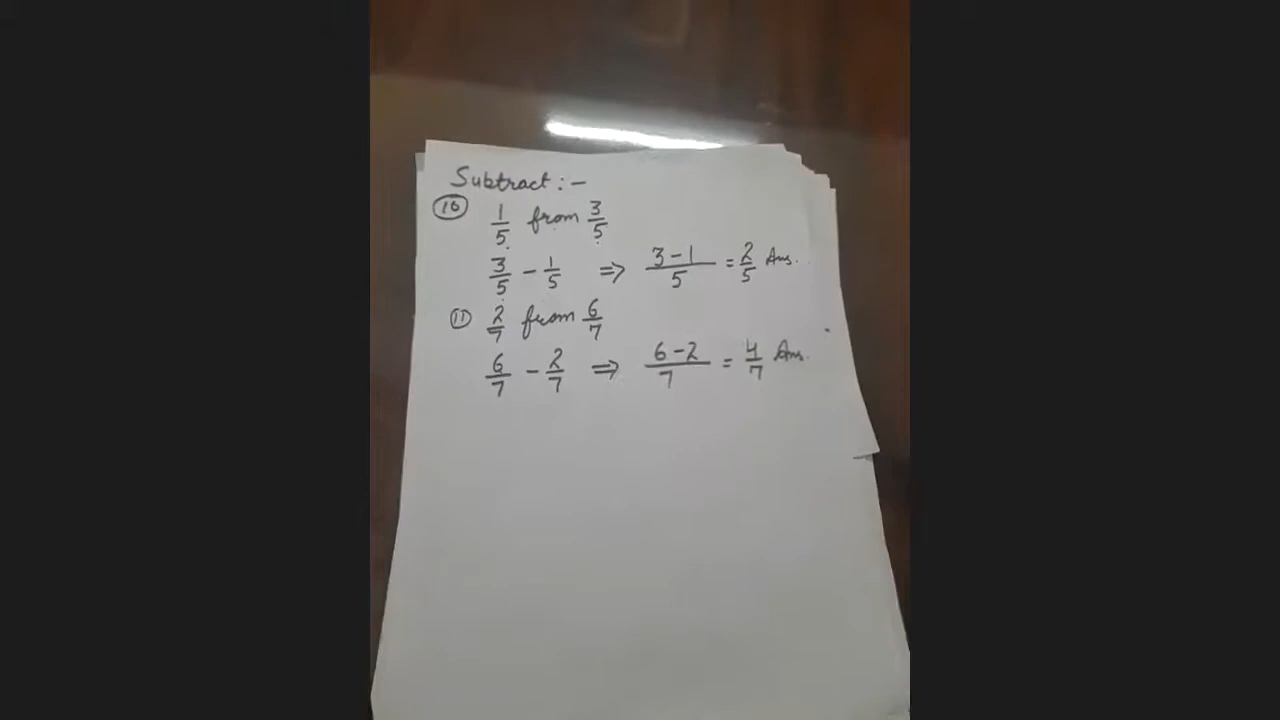 Subtract :-
(10) 1/5 from 3/5
3/5 - 1/5 ⇒ 3-1/5 = 2/5 Ans.
(11) 2/7 from 6/7
6/7 - 2/7 ⇒ 6-2/7 = 4/7 Ans.